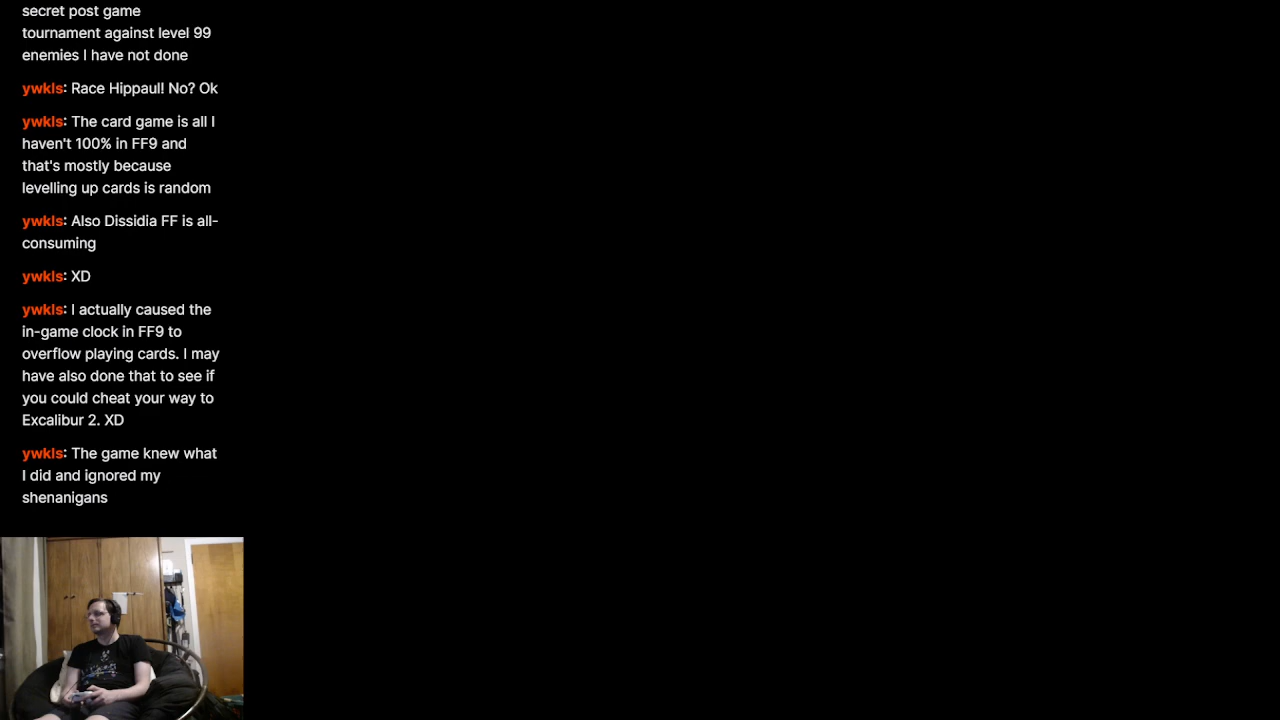 secret post game
tournament against level 99
enemies I have not done
ywkls: Race Hippaul! No? Ok
ywkls: The card game is all I
haven't 100% in FF9 and
that's mostly because
levelling up cards is random
ywkls: Also Dissidia FF is all-
consuming
ywkls: XD
ywkls: I actually caused the
in-game clock in FF9 to
overflow playing cards. I may
have also done that to see if
you could cheat your way to
Excalibur 2. XD
ywkls: The game knew what
I did and ignored my
shenanigans